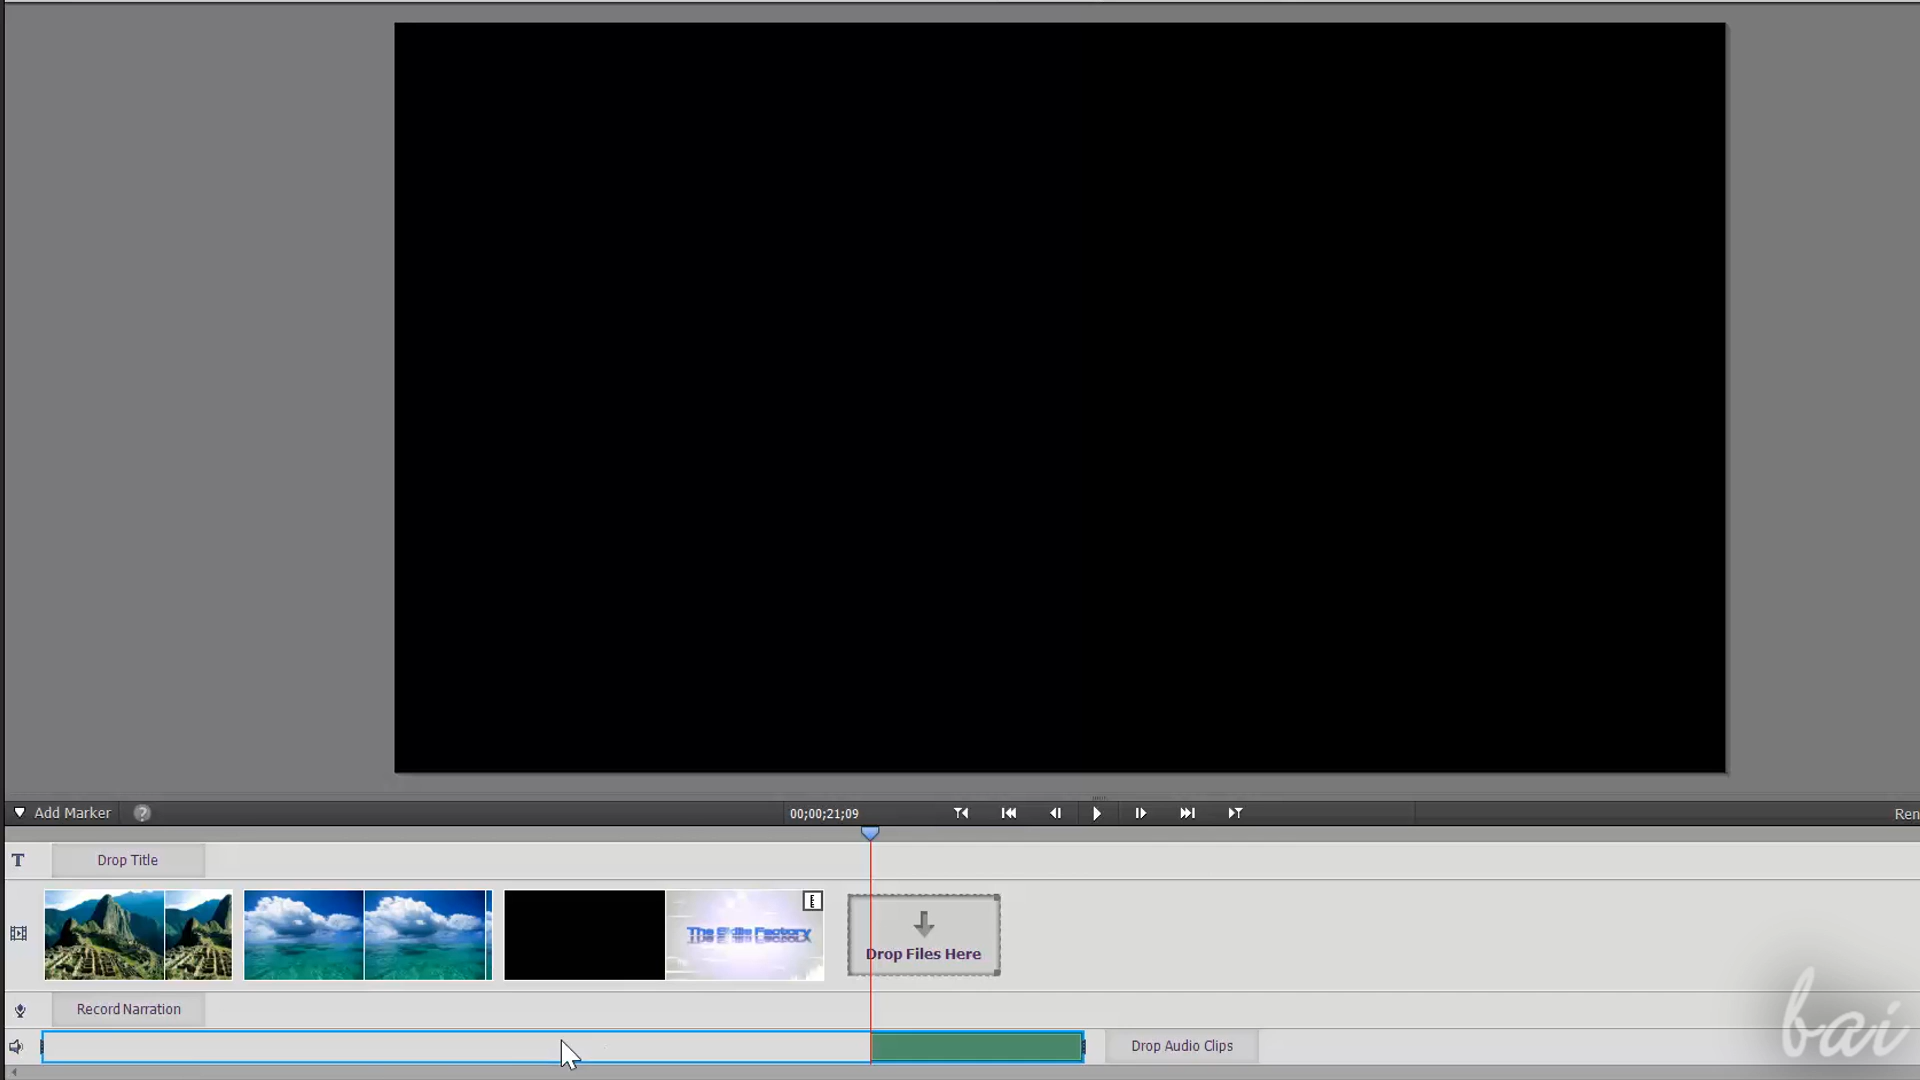 Add Marker
?
00;00;21;09
Ren
T
Drop Title
The Skills Factory
Drop Files Here
Record Narration
Drop Audio Clips
bai